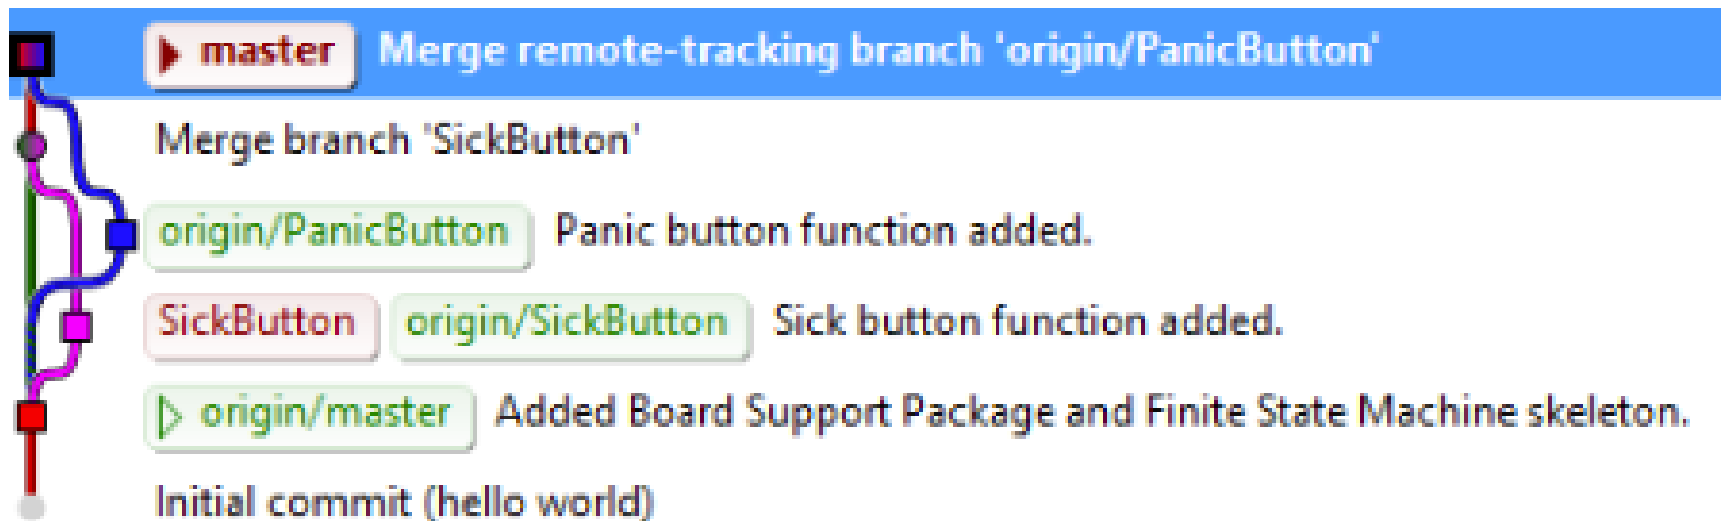 master Merge remote-tracking branch 'origin/PanicButton'
Merge branch 'SickButton'
origin/PanicButton Panic button function added.
SickButton origin/SickButton Sick button function added.
origin/master Added Board Support Package and Finite State Machine skeleton.
Initial commit (hello world)